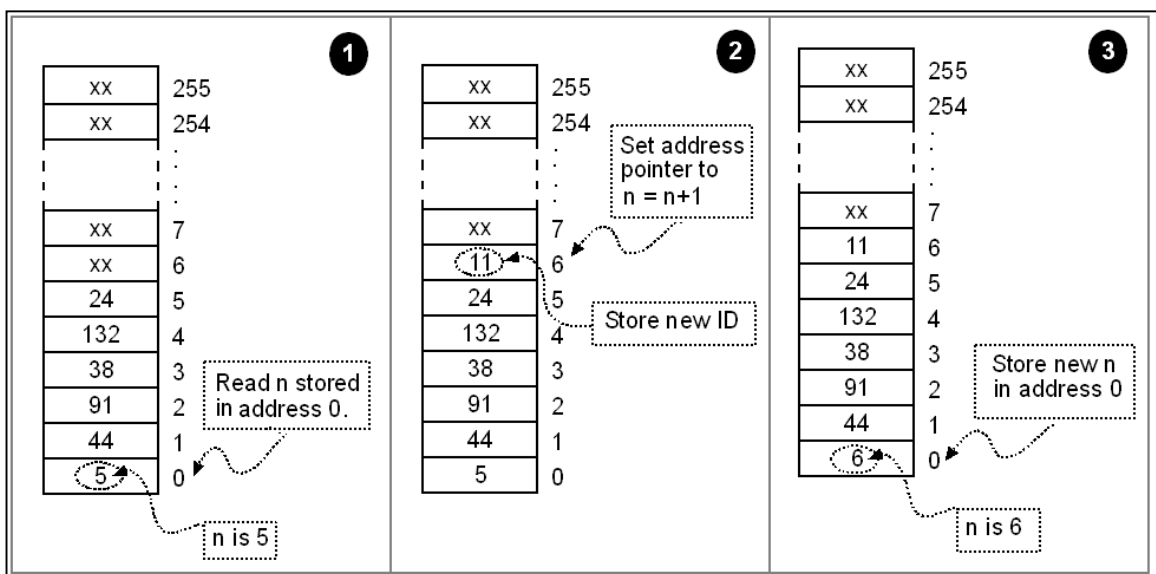 1
xx 255
xx 254
xx 7
xx 6
24 5
132 4
38 3
91 2
44 1
5 0
Read n stored
in address 0.
n is 5
2
xx 255
xx 254
xx 7
11 6
24 5
132 4
38 3
91 2
44 1
5 0
Set address
pointer to
n = n+1
Store new ID
3
xx 255
xx 254
xx 7
11 6
24 5
132 4
38 3
91 2
44 1
6 0
Store new n
in address 0
n is 6